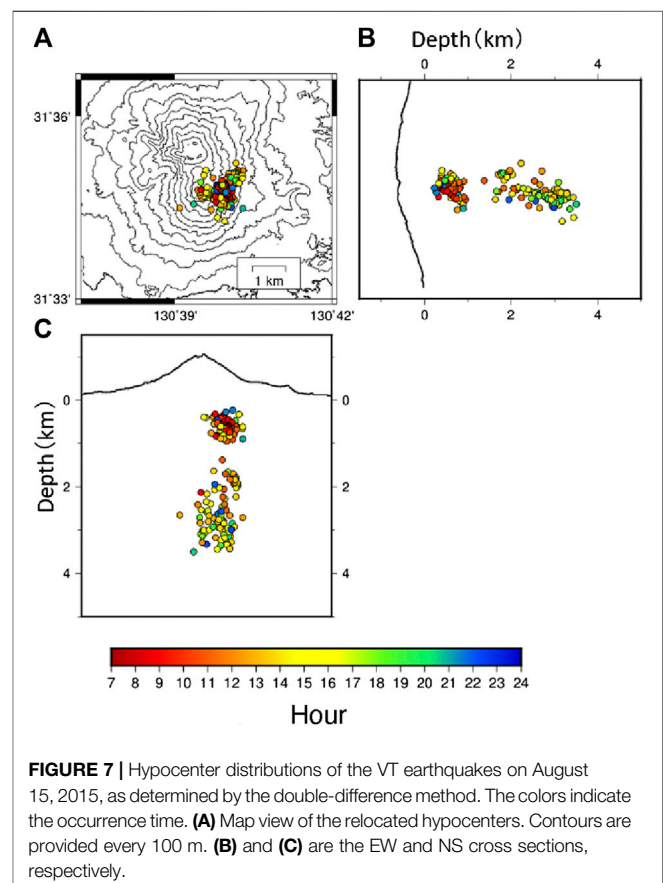 A
B
Depth(km)
0 2 4
31°36'
31°33'
1 km
130°39'
130°42'
0 2 4
C
Depth(km)
0 0
2 2
4 4
7 8 9 10 11 12 13 14 15 16 17 18 19 20 21 22 23 24
Hour
FIGURE 7 | Hypocenter distributions of the VT earthquakes on August
15, 2015, as determined by the double-difference method. The colors indicate
the occurrence time. (A) Map view of the relocated hypocenters. Contours are
provided every 100 m. (B) and (C) are the EW and NS cross sections,
respectively.